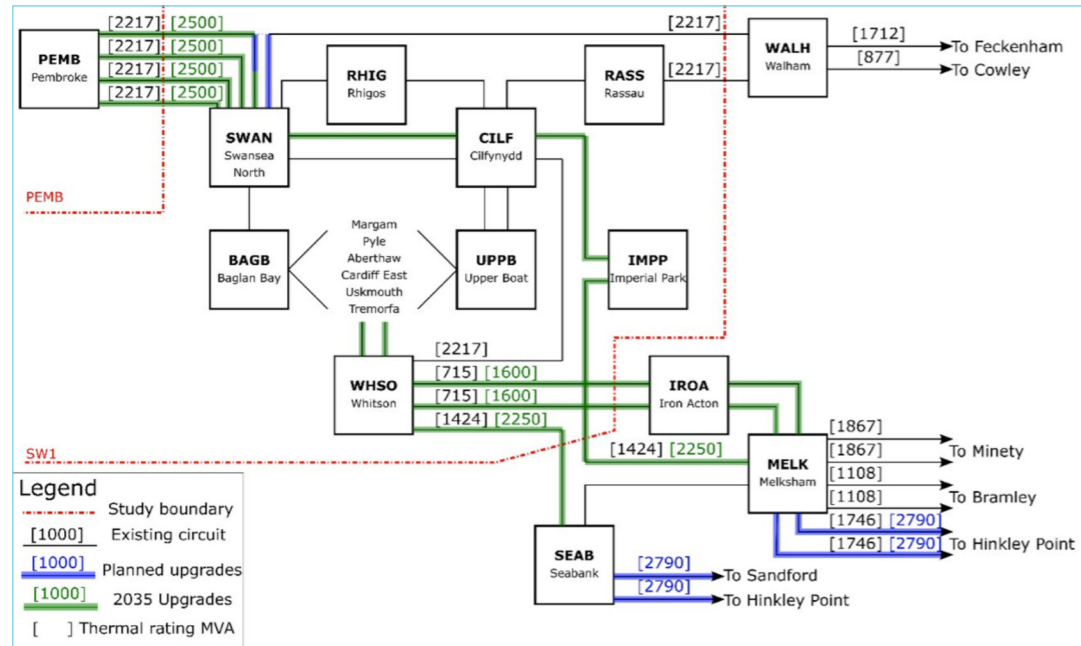 [2217] [2500]
[2217] [2500]
[2217] [2500]
[2217] [2500]
PEMB
Pembroke
PEMB
RHIG
Rhigos
RASS
Rassau
[2217]
[2217]
WALH
Walham
[1712]
To Feckenham
[877]
To Cowley
SWAN
Swansea
North
CILF
Cilfynydd
BAGB
Baglan Bay
Margam
Pyle
Aberthaw
Cardiff East
Uskmouth
Tremorfa
UPPB
Upper Boat
IMPP
Imperial Park
WHSO
Whitson
[2217]
[715] [1600]
[715] [1600]
[1424] [2250]
IROA
Iron Acton
SW1
[1424] [2250]
MELK
Melksham
[1867]
[1867]
To Minety
[1108]
[1108]
To Bramley
[1746] [2790]
[1746] [2790]
To Hinkley Point
SEAB
Seabank
[2790]
To Sandford
[2790]
To Hinkley Point
Legend
Study boundary
[1000] Existing circuit
[1000] Planned upgrades
[1000] 2035 Upgrades
[ ] Thermal rating MVA